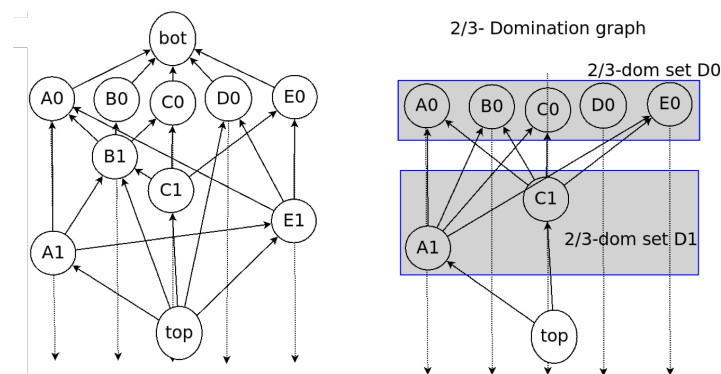 bot
A0 B0 C0 D0 E0
B1
C1
E1
A1
top
2/3- Domination graph
2/3-dom set D0
A0 B0 C0 D0 E0
C1
2/3-dom set D1
A1
top